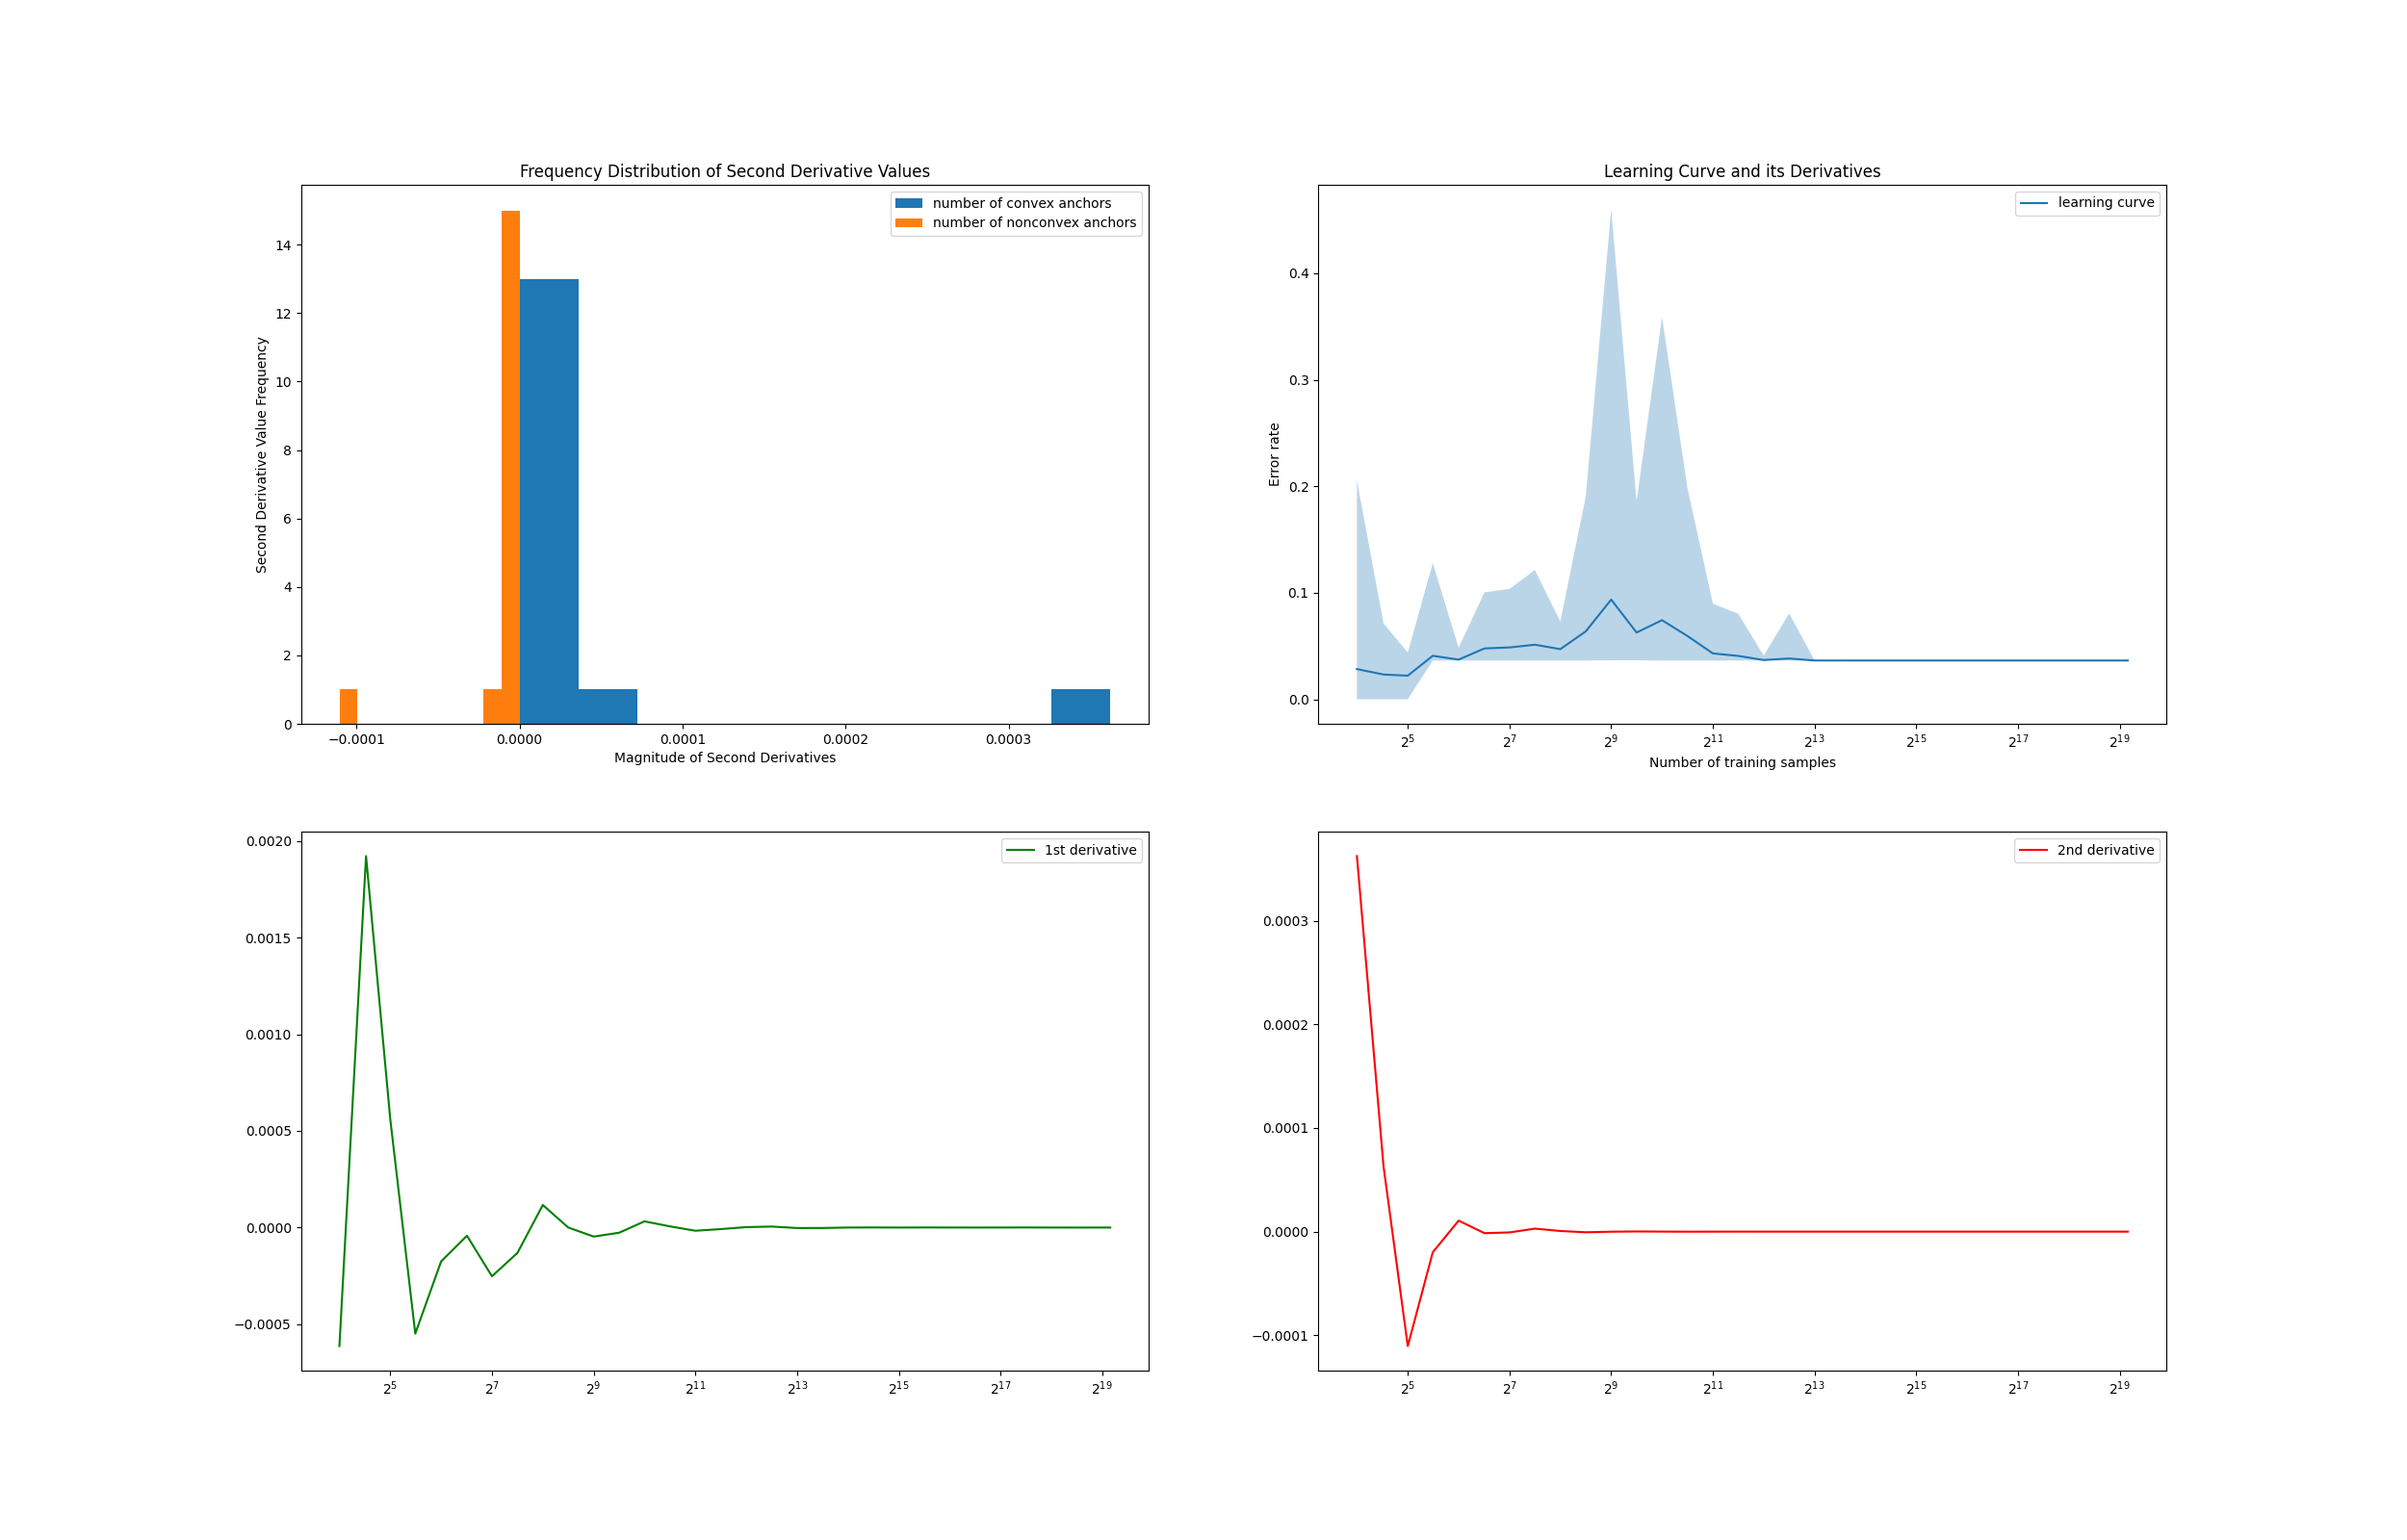 Frequency Distribution of Second Derivative Values
number of convex anchors
number of nonconvex anchors
14
12
10
8
6
4
2
0
Second Derivative Value Frequency
−0.0001 0.0000 0.0001 0.0002 0.0003
Magnitude of Second Derivatives
Learning Curve and its Derivatives
learning curve
0.4
0.3
0.2
0.1
0.0
Error rate
2^5 2^7 2^9 2^11 2^13 2^15 2^17 2^19
Number of training samples
1st derivative
0.0020
0.0015
0.0010
0.0005
0.0000
−0.0005
2^5 2^7 2^9 2^11 2^13 2^15 2^17 2^19
2nd derivative
0.0003
0.0002
0.0001
0.0000
−0.0001
2^5 2^7 2^9 2^11 2^13 2^15 2^17 2^19